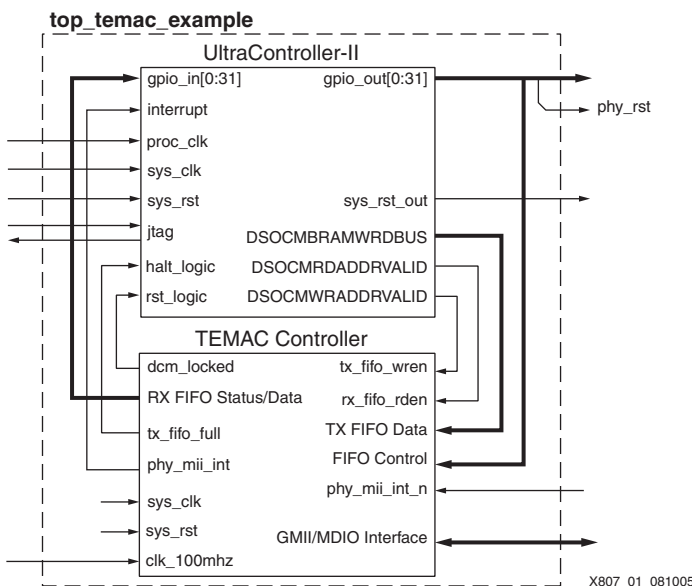 top_temac_example
UltraController-II
gpio_in[0:31] gpio_out[0:31]
interrupt
phy_rst
proc_clk
sys_clk
sys_rst sys_rst_out
jtag DSOCMBRAMWRDBUS
halt_logic DSOCMRDADDRVALID
rst_logic DSOCMWRADDRVALID
TEMAC Controller
dcm_locked tx_fifo_wren
RX FIFO Status/Data rx_fifo_rden
tx_fifo_full TX FIFO Data
phy_mii_int FIFO Control
sys_clk phy_mii_int_n
sys_rst GMII/MDIO Interface
clk_100mhz
X807_01_081005